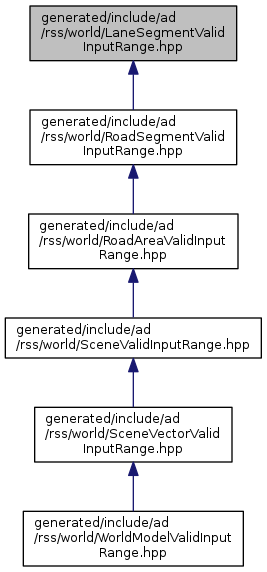 generated/include/ad
/rss/world/LaneSegmentValid
InputRange.hpp
generated/include/ad
/rss/world/RoadSegmentValid
InputRange.hpp
generated/include/ad
/rss/world/RoadAreaValidInput
Range.hpp
generated/include/ad
/rss/world/SceneValidInputRange.hpp
generated/include/ad
/rss/world/SceneVectorValid
InputRange.hpp
generated/include/ad
/rss/world/WorldModelValidInput
Range.hpp